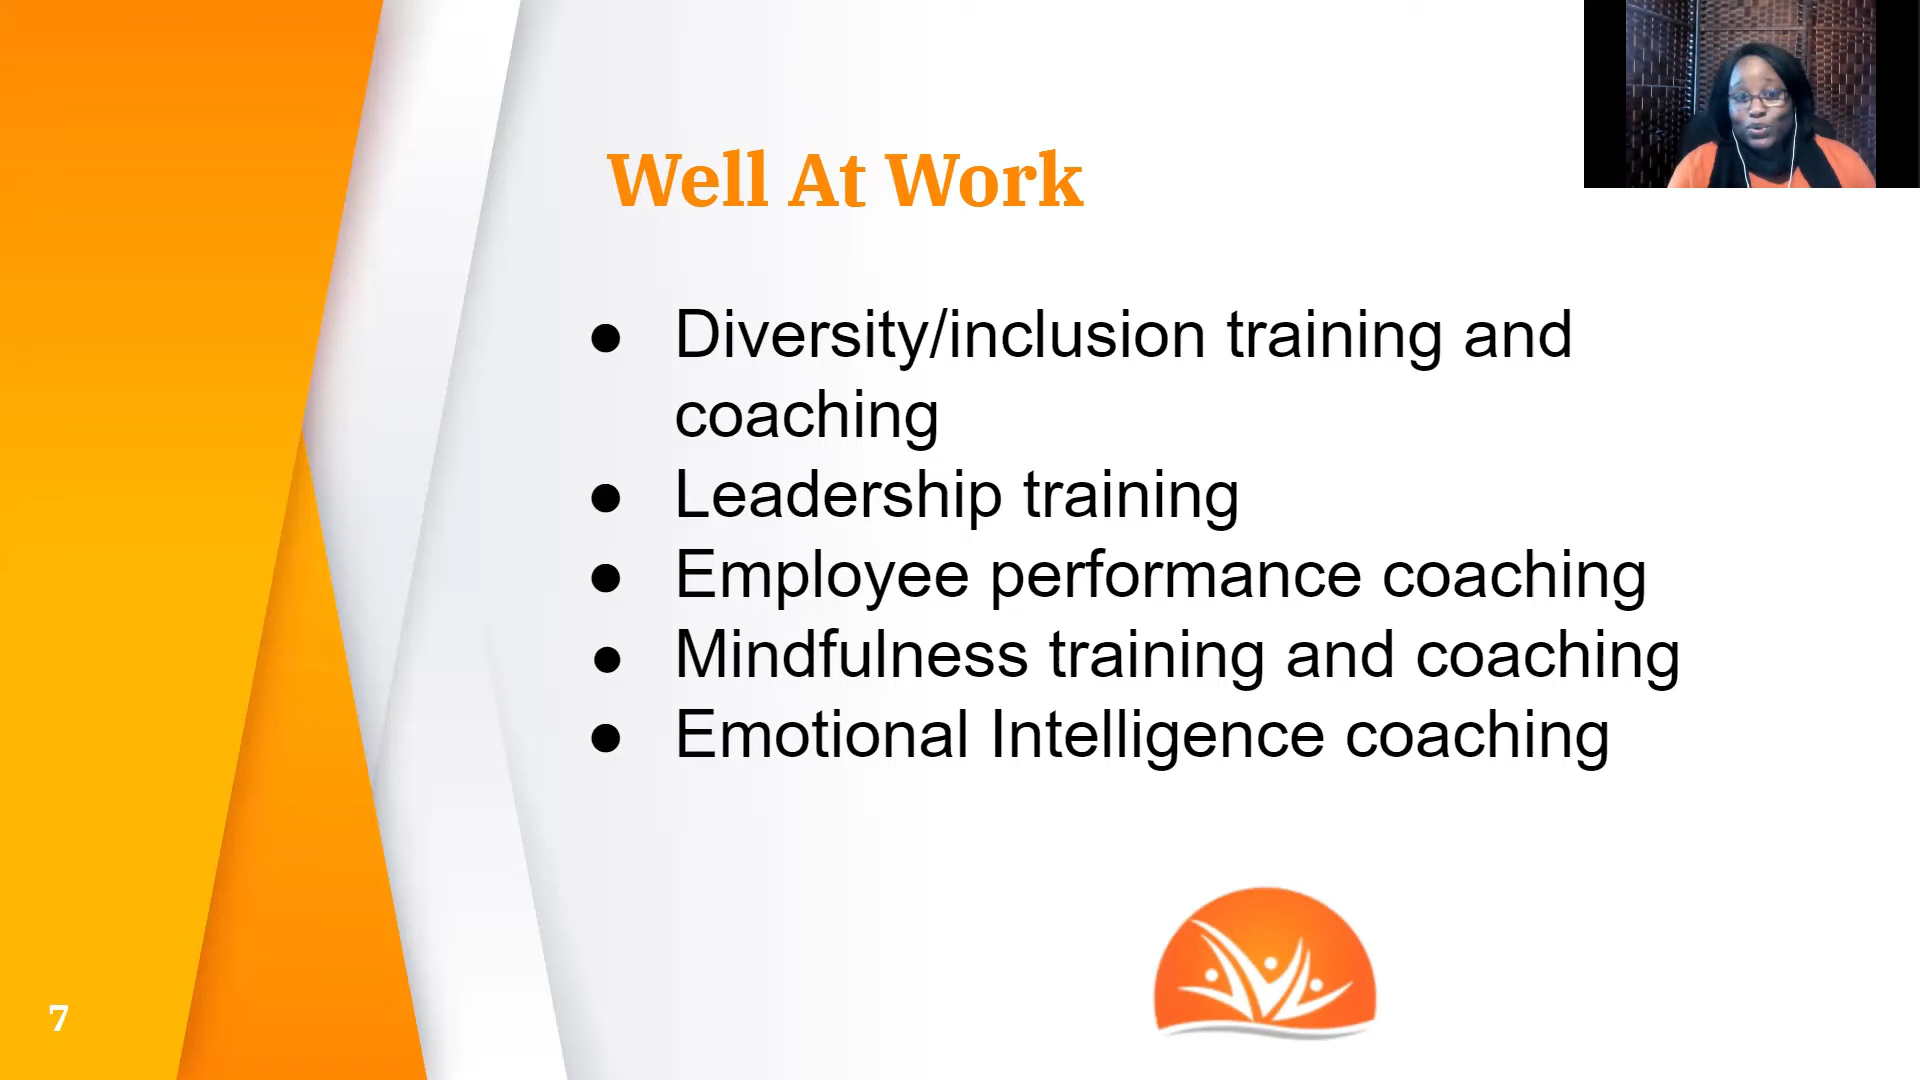 Well At Work
● Diversity/inclusion training and
coaching
● Leadership training
● Employee performance coaching
● Mindfulness training and coaching
● Emotional Intelligence coaching
7